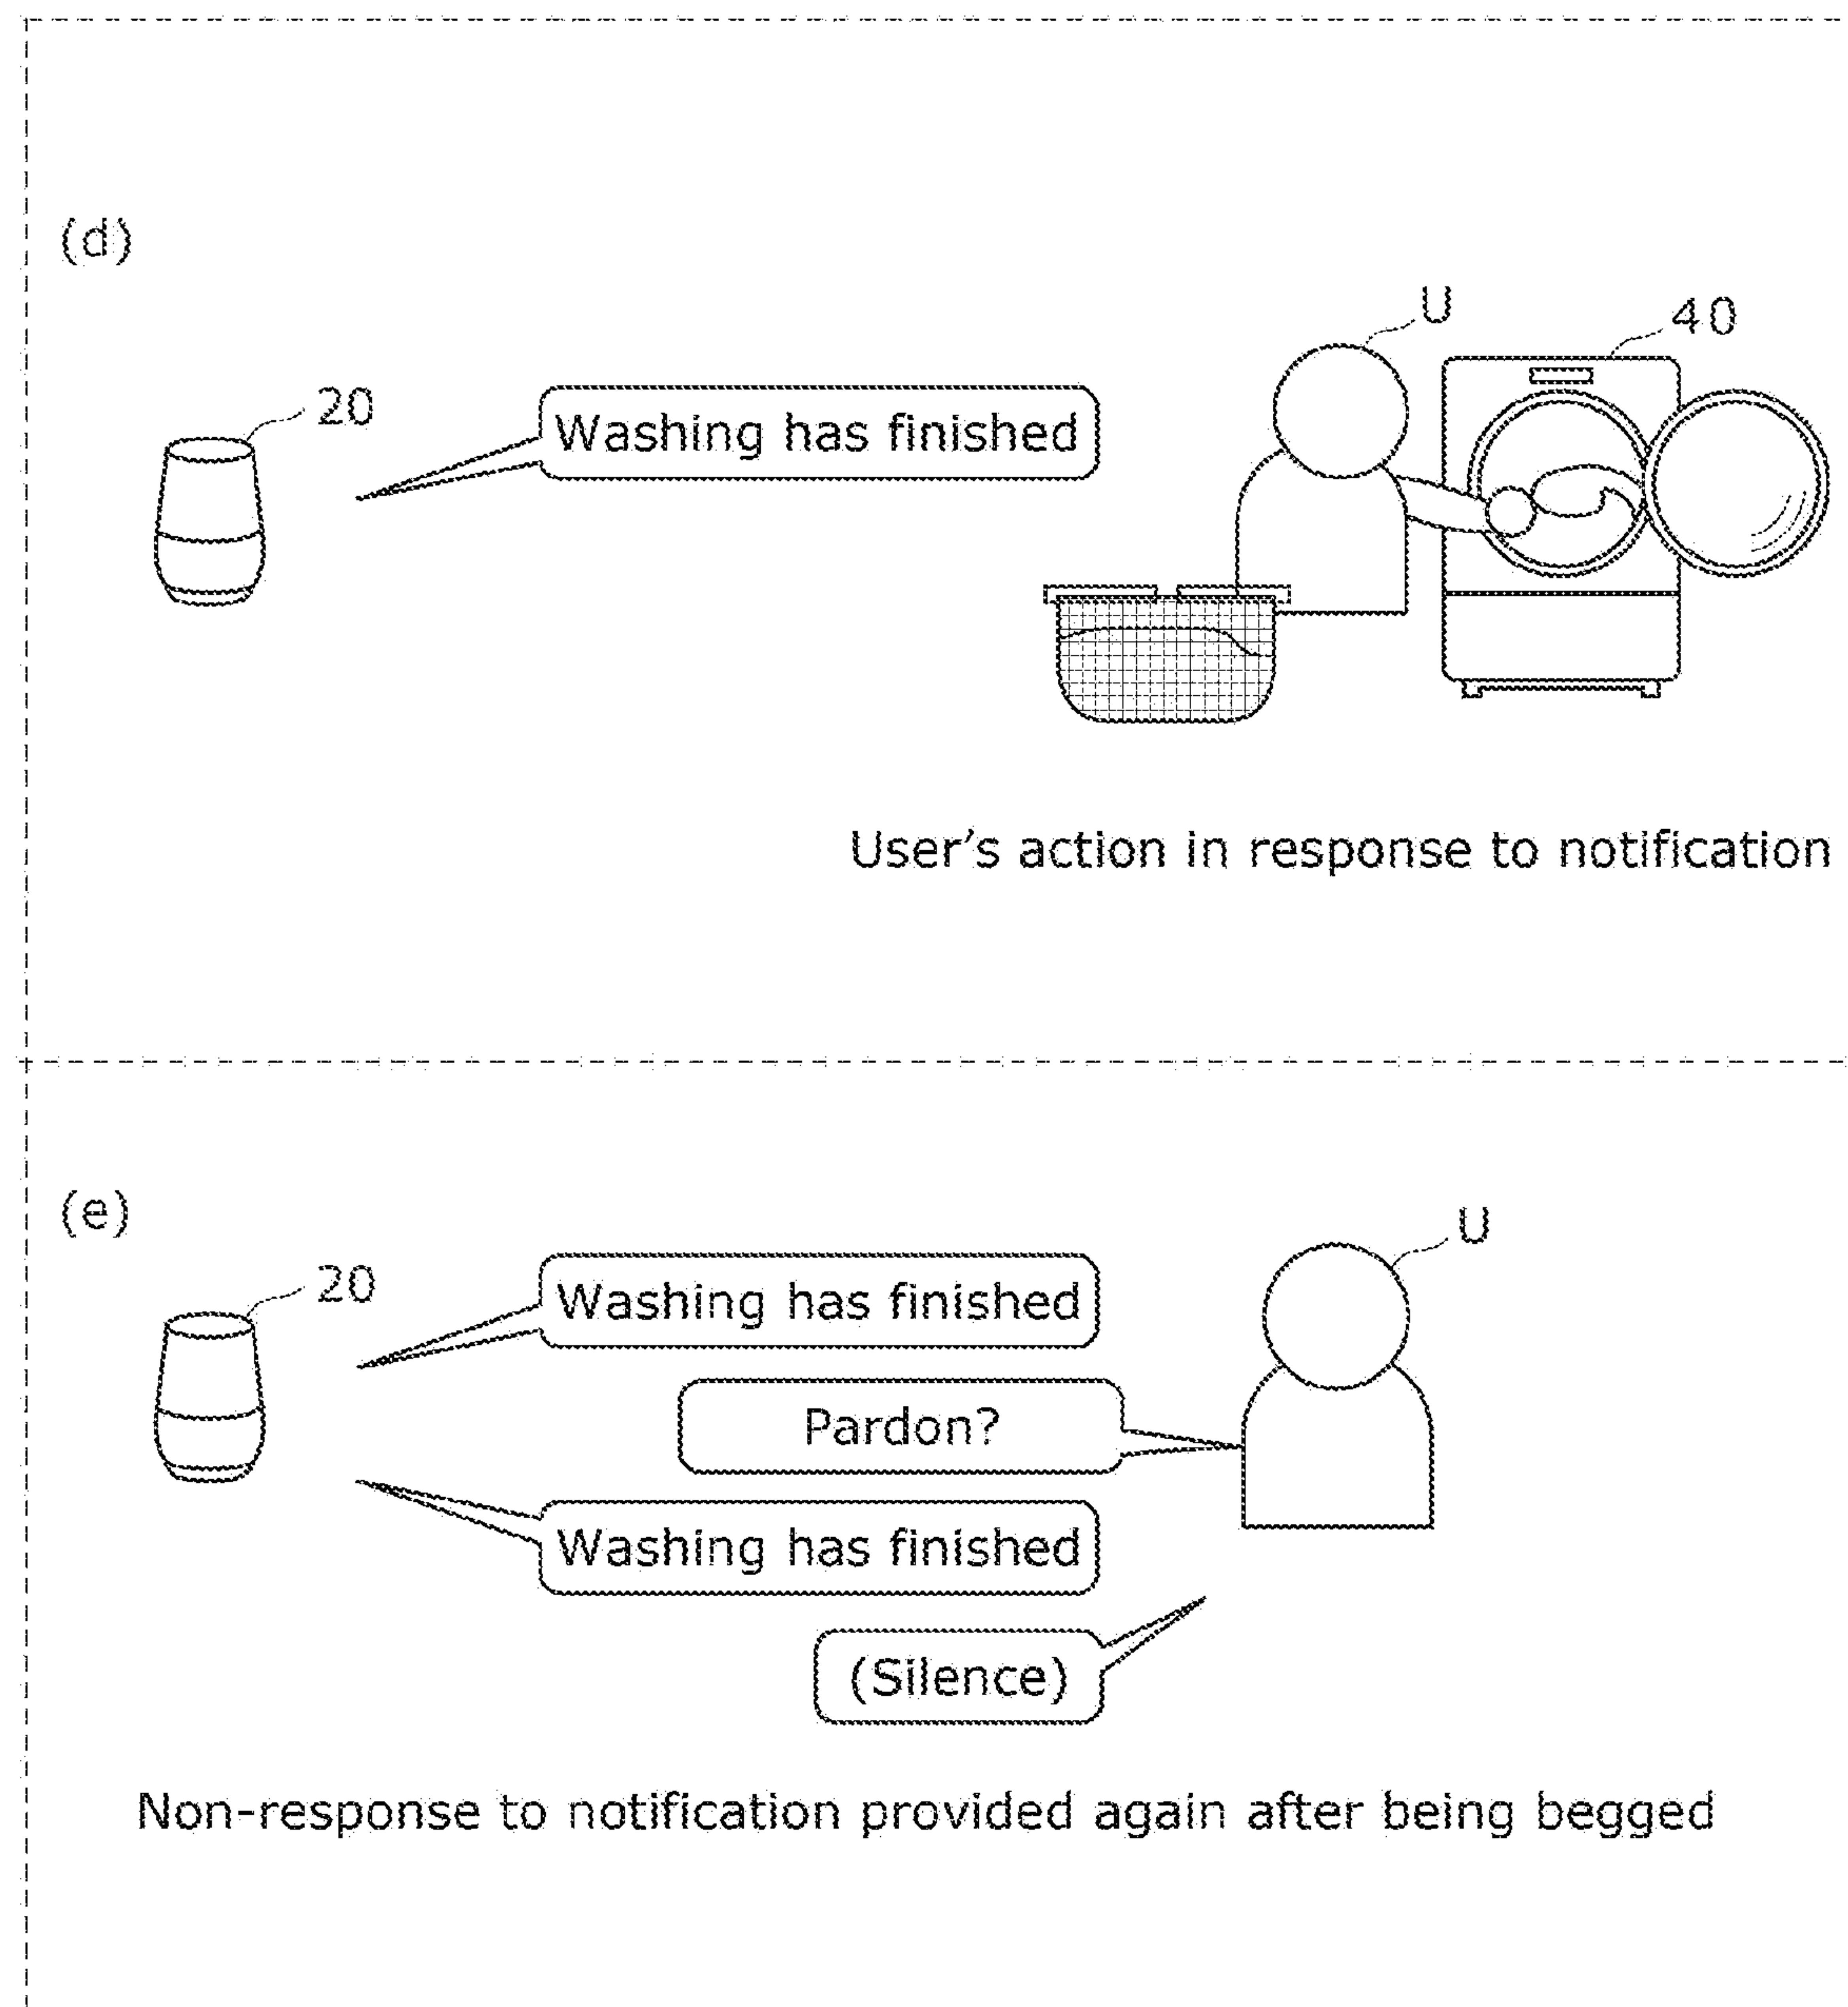 (d)
U
40
20
Washing has finished
User's action in response to notification
(e)
U
20
Washing has finished
Pardon?
Washing has finished
(Silence)
Non-response to notification provided again after being begged